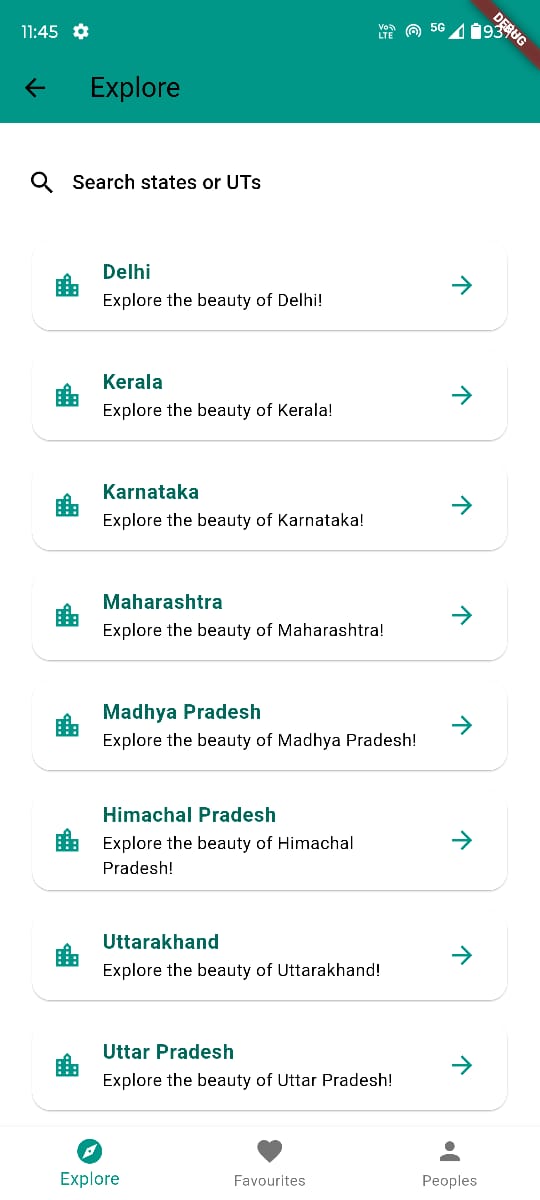 11:45
Vo) LTE 5G 93%
DEBUG
Explore
Search states or UTs
Delhi
Explore the beauty of Delhi!
Kerala
Explore the beauty of Kerala!
Karnataka
Explore the beauty of Karnataka!
Maharashtra
Explore the beauty of Maharashtra!
Madhya Pradesh
Explore the beauty of Madhya Pradesh!
Himachal Pradesh
Explore the beauty of Himachal
Pradesh!
Uttarakhand
Explore the beauty of Uttarakhand!
Uttar Pradesh
Explore the beauty of Uttar Pradesh!
Explore
Favourites
Peoples